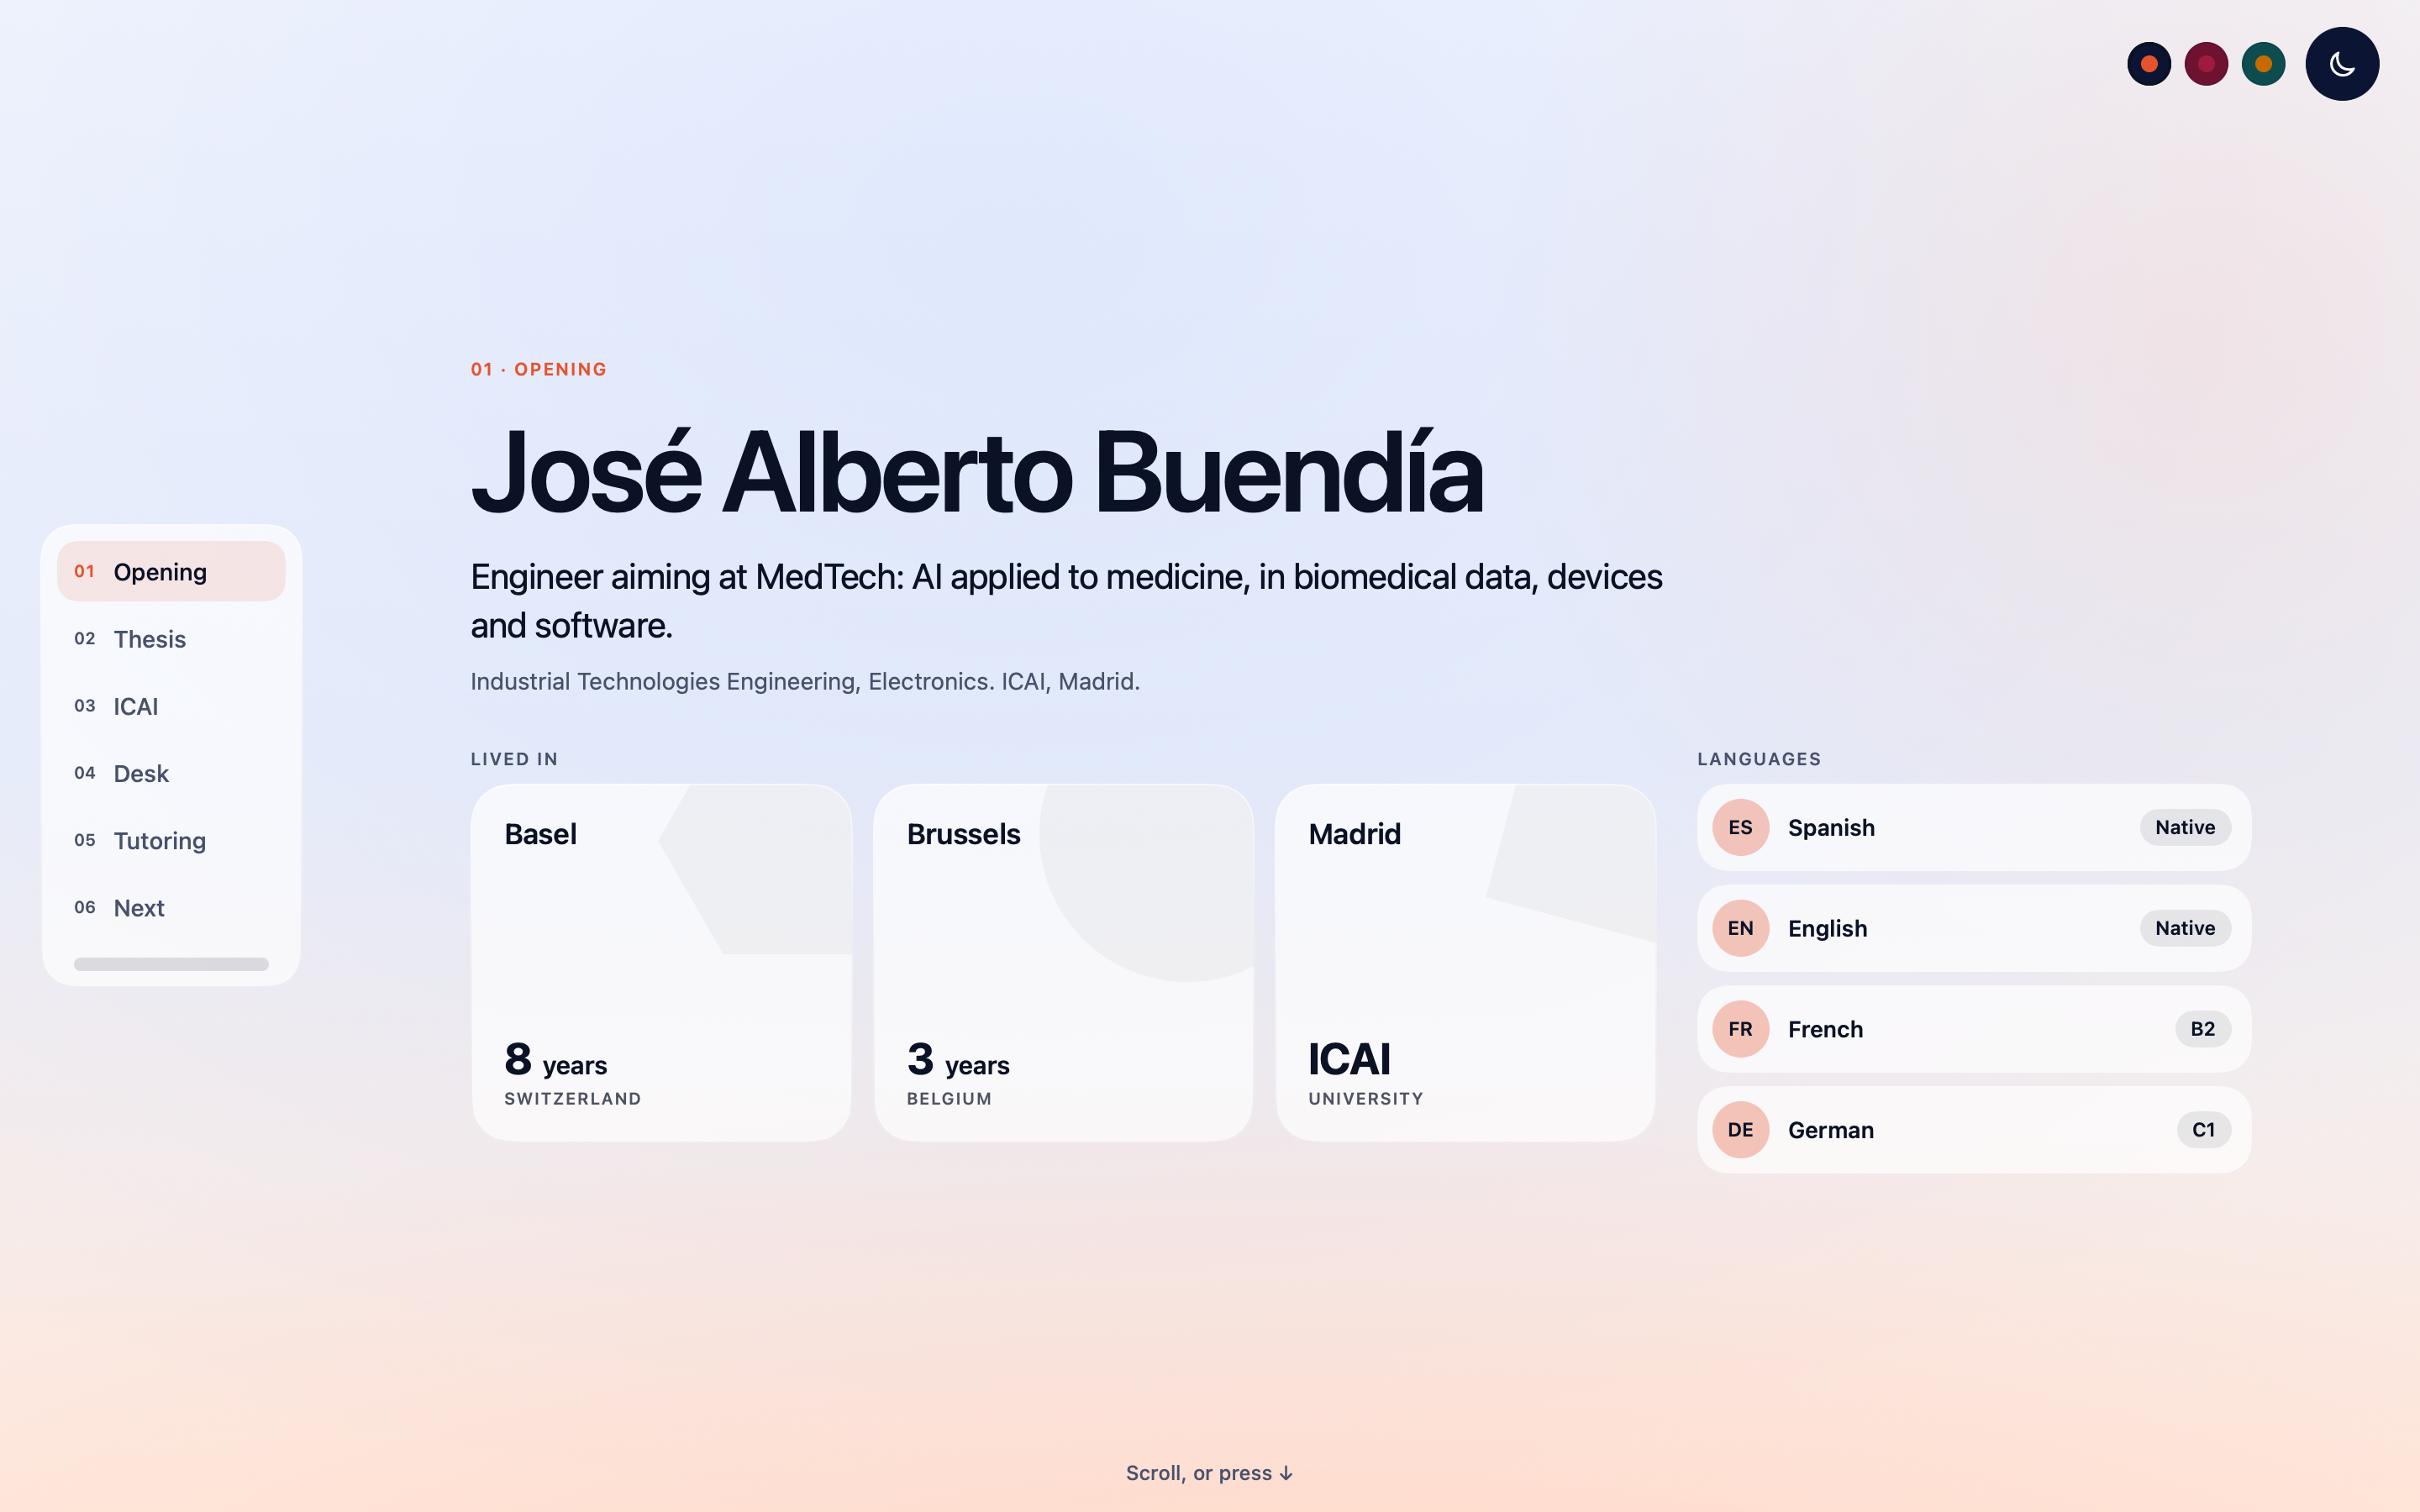 01 · OPENING
José Alberto Buendía
Engineer aiming at MedTech: AI applied to medicine, in biomedical data, devices
and software.
Industrial Technologies Engineering, Electronics. ICAI, Madrid.
01 Opening
02 Thesis
03 ICAI
04 Desk
05 Tutoring
06 Next
LIVED IN
Basel
8 years
SWITZERLAND
Brussels
3 years
BELGIUM
Madrid
ICAI
UNIVERSITY
LANGUAGES
ES Spanish Native
EN English Native
FR French B2
DE German C1
Scroll, or press ↓